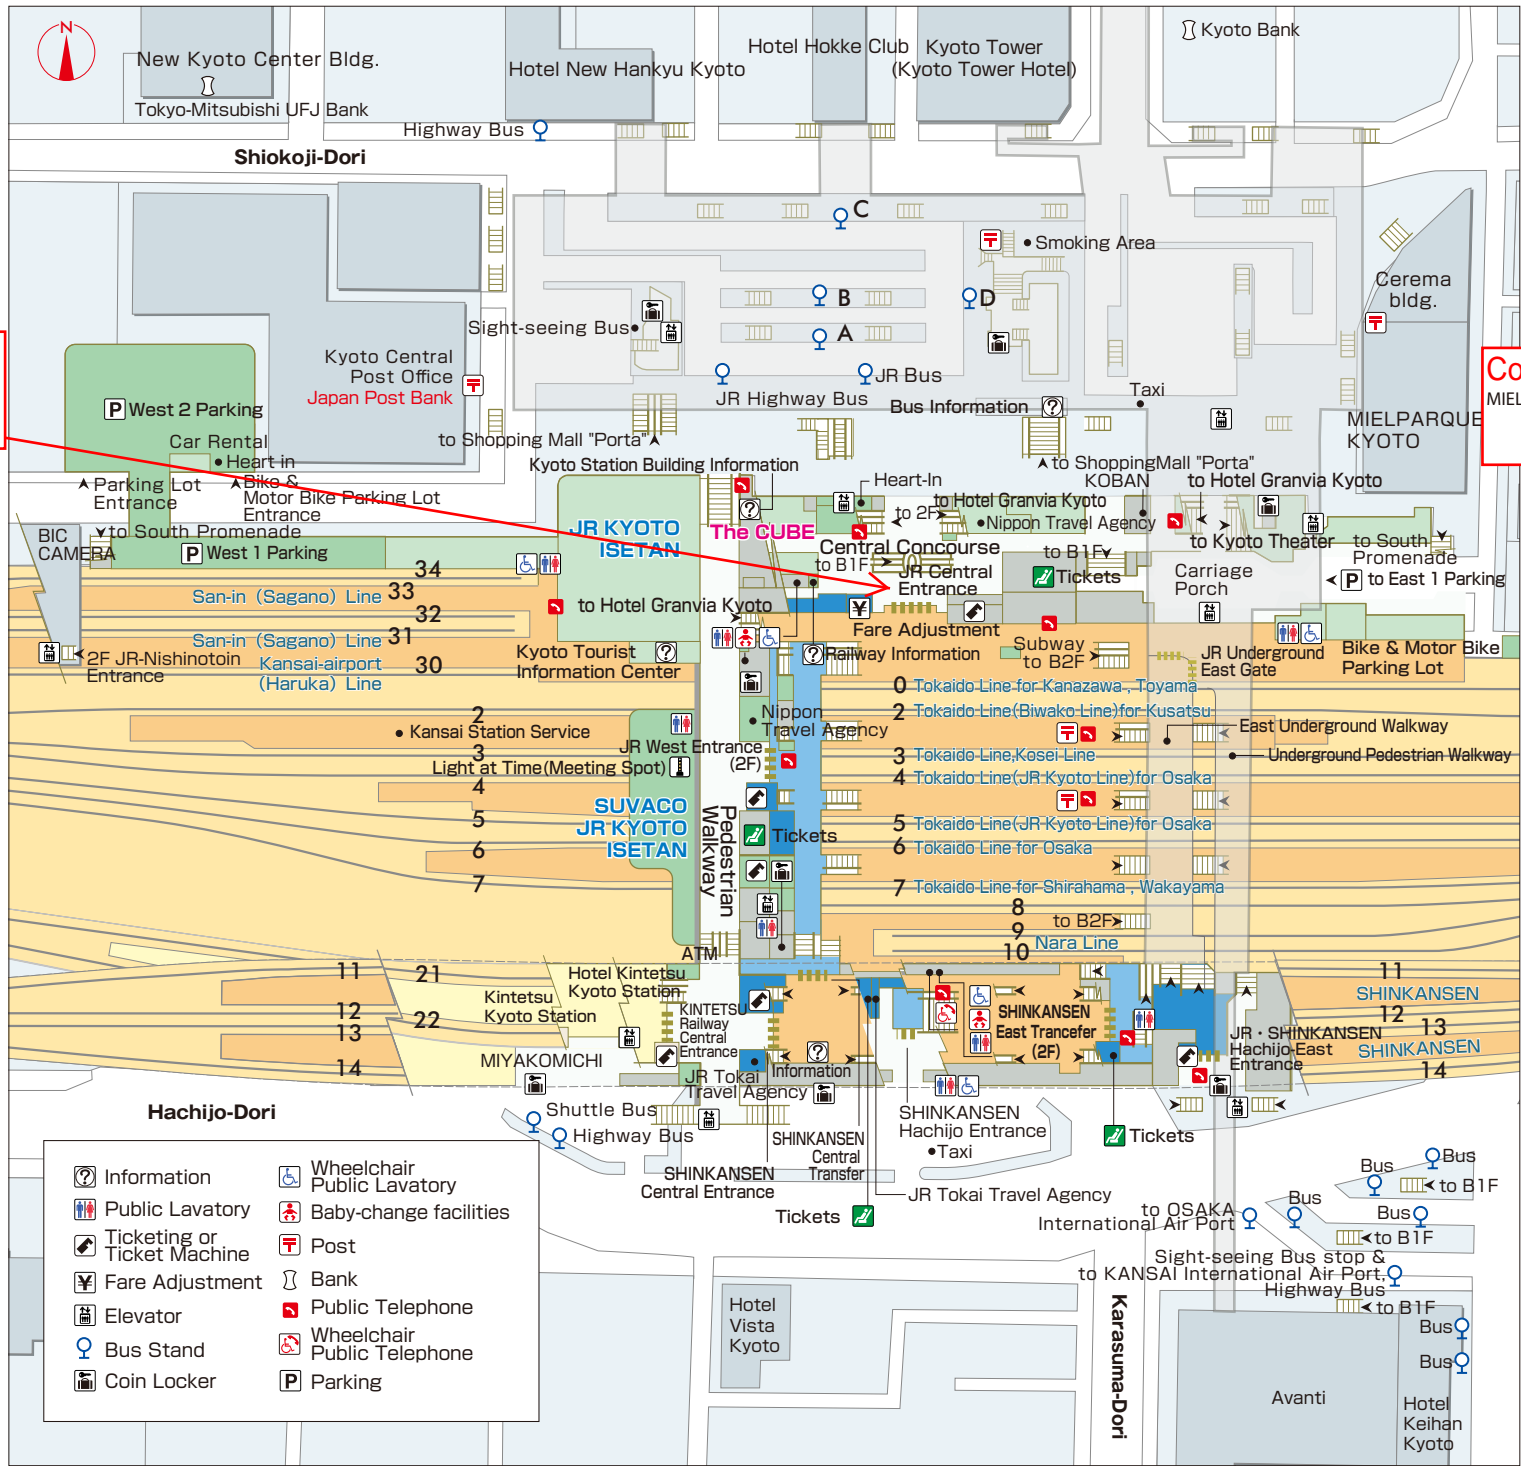 N
New Kyoto Center Bldg.
Tokyo-Mitsubishi UFJ Bank
Hotel New Hankyu Kyoto
Hotel Hokke Club
Kyoto Tower
(Kyoto Tower Hotel)
Kyoto Bank
Highway Bus
Shiokoji-Dori
C
Smoking Area
B
D
A
Sight-seeing Bus
JR Bus
JR Highway Bus
Bus Information
Taxi
Cerema
bldg.
MIELPARQUE
KYOTO
Co
MIEL
Kyoto Central
Post Office
Japan Post Bank
P West 2 Parking
Car Rental
Heart in
Parking Lot
Entrance
Bike &
Motor Bike Parking Lot
Entrance
to South Promenade
BIC
CAMERA
P West 1 Parking
to Shopping Mall "Porta"
Kyoto Station Building Information
JR KYOTO
ISETAN
The CUBE
Heart-In
to 2F
to Hotel Granvia Kyoto
Nippon Travel Agency
to ShoppingMall "Porta"
KOBAN
to Hotel Granvia Kyoto
to Kyoto Theater
to South
Promenade
Central Concourse
to B1F
to B1F
JR Central
Entrance
Tickets
Carriage
Porch
P to East 1 Parking
34
San-in (Sagano) Line 33
32
San-in (Sagano) Line 31
Kansai-airport
(Haruka) Line
30
2F JR-Nishinotoin
Entrance
to Hotel Granvia Kyoto
Kyoto Tourist
Information Center
¥
Fare Adjustment
Railway Information
Subway
to B2F
JR Underground
East Gate
Bike & Motor Bike
Parking Lot
0 Tokaido Line for Kanazawa , Toyama
2 Tokaido Line(Biwako Line)for Kusatsu
3 Tokaido Line,Kosei Line
4 Tokaido Line(JR Kyoto Line)for Osaka
5 Tokaido Line(JR Kyoto Line)for Osaka
6 Tokaido Line for Osaka
7 Tokaido Line for Shirahama , Wakayama
8
to B2F
9
Nara Line
10
East Underground Walkway
Underground Pedestrian Walkway
2
Kansai Station Service
3
4
5
6
7
Nippon
Travel Agency
JR West Entrance
(2F)
Light at Time(Meeting Spot)
SUVACO
JR KYOTO
ISETAN
Pedestrian
Walkway
Tickets
ATM
11
21
12
22
13
14
Hotel Kintetsu
Kyoto Station
Kintetsu
Kyoto Station
KINTETSU
Railway
Central
Entrance
MIYAKOMICHI
JR Tokai
Travel Agency
Information
SHINKANSEN
East Trancefer
(2F)
JR・SHINKANSEN
Hachijo-East
Entrance
11
SHINKANSEN
12
13
SHINKANSEN
14
Hachijo-Dori
Shuttle Bus
Highway Bus
SHINKANSEN
Central Entrance
SHINKANSEN
Central
Transfer
SHINKANSEN
Hachijo Entrance
Taxi
JR Tokai Travel Agency
Tickets
Tickets
Bus
Bus
to B1F
Bus
Bus
to B1F
to OSAKA
International Air Port
Sight-seeing Bus stop &
to KANSAI International Air Port,
Highway Bus
to B1F
Bus
Bus
Information
Public Lavatory
Ticketing or
Ticket Machine
¥ Fare Adjustment
Elevator
Bus Stand
Coin Locker
Wheelchair
Public Lavatory
Baby-change facilities
Post
Bank
Public Telephone
Wheelchair
Public Telephone
P Parking
Hotel
Vista
Kyoto
Karasuma-Dori
Avanti
Hotel
Keihan
Kyoto